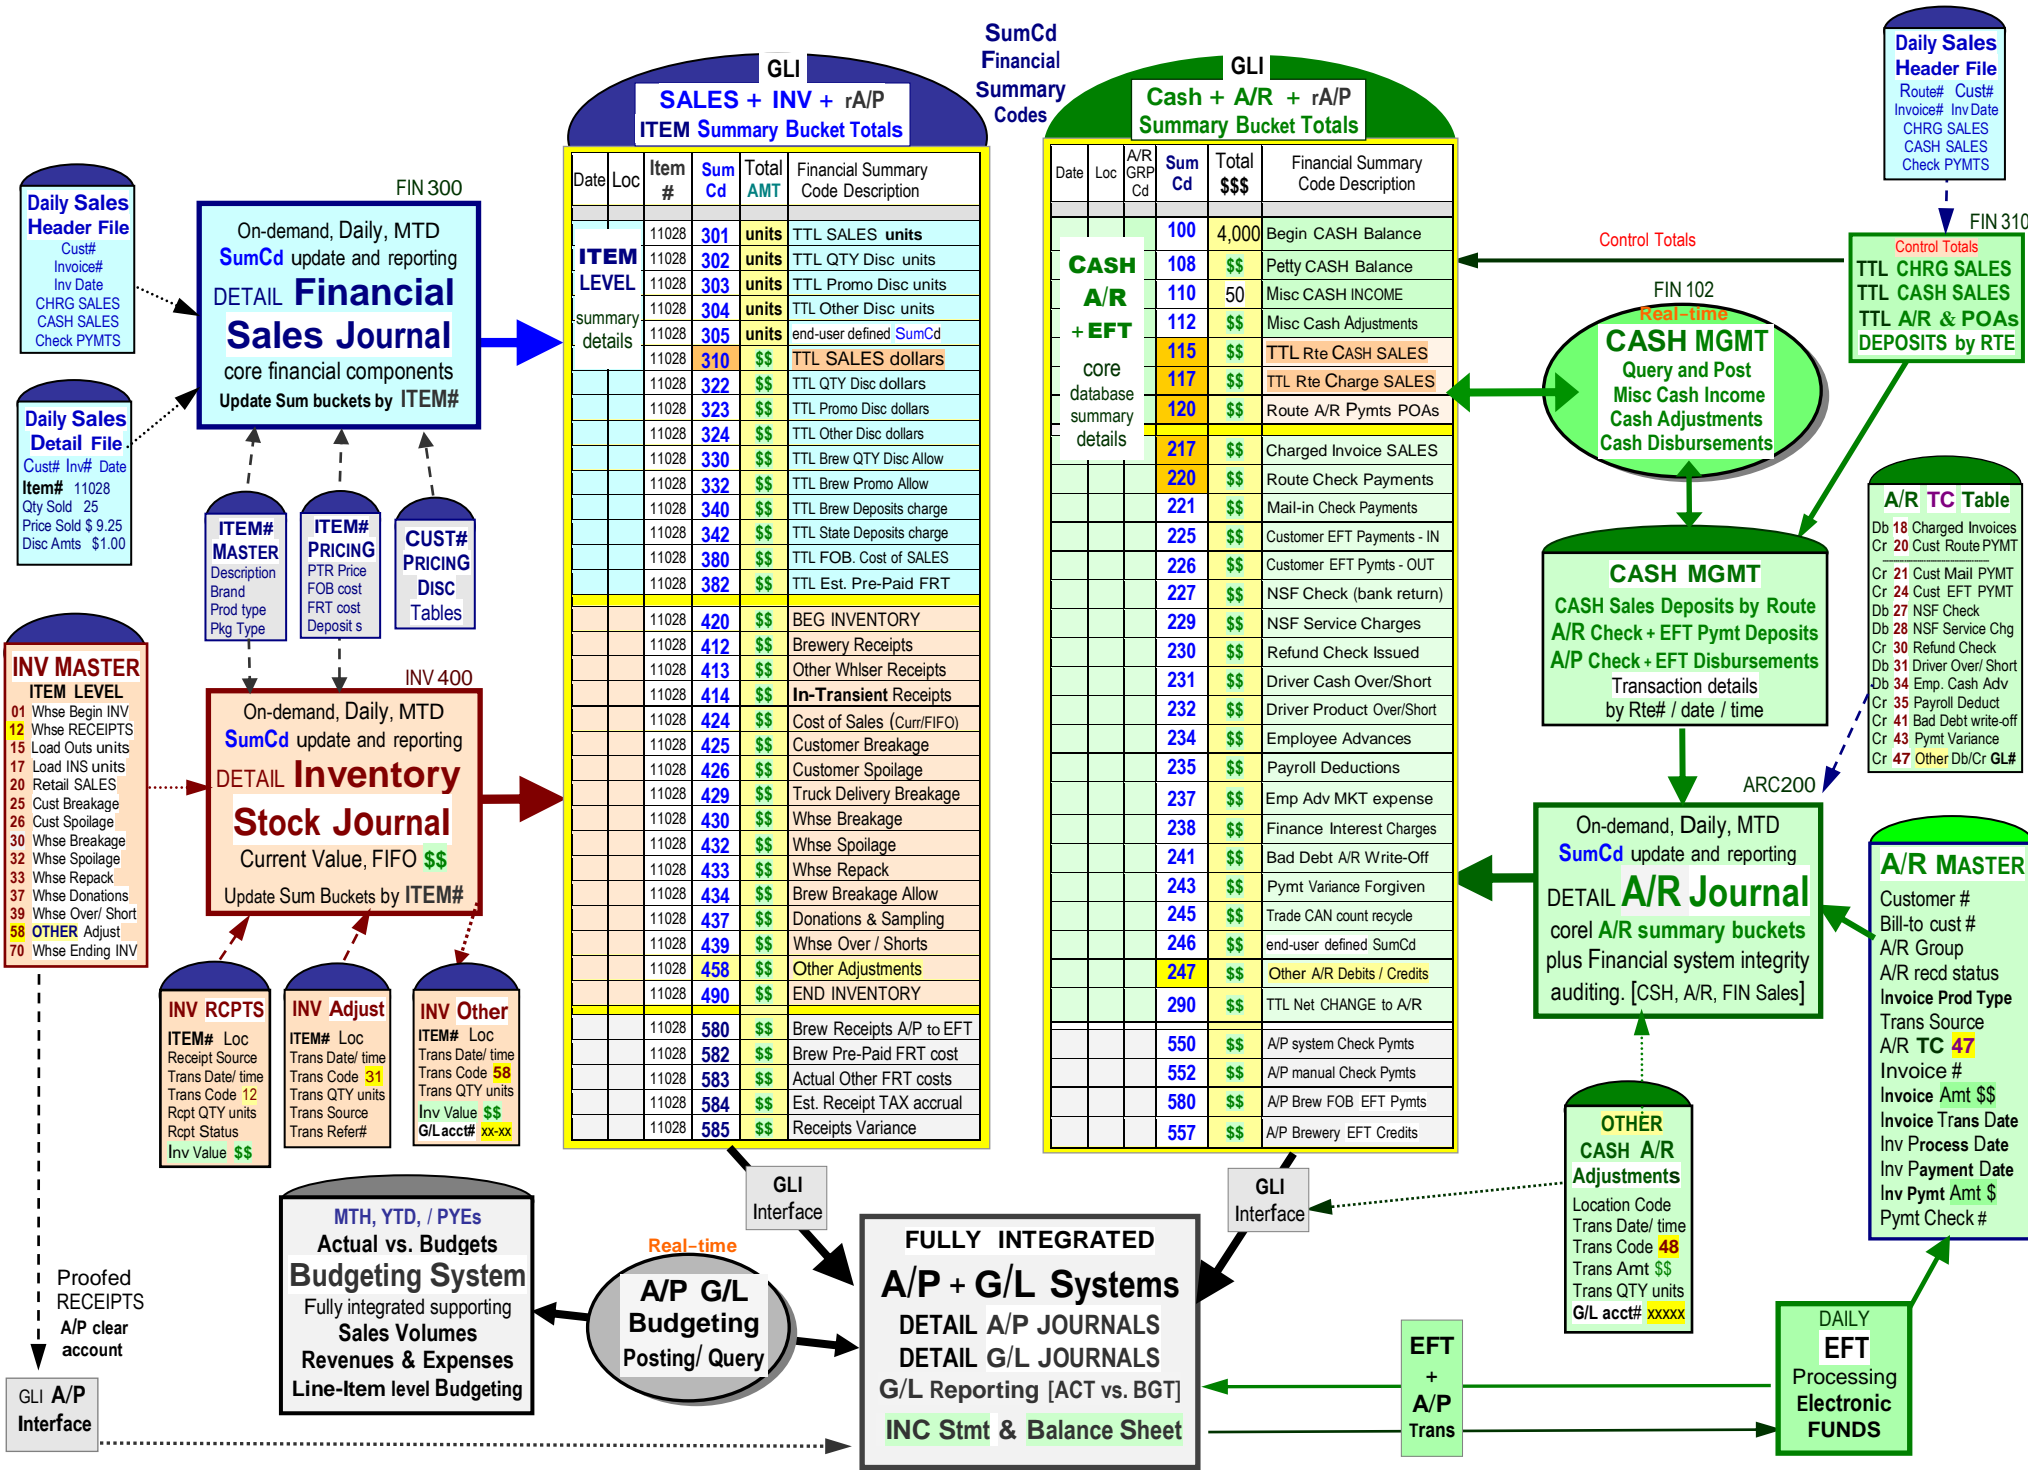 SumCd
Financial
Summary
Codes
Daily Sales
Header File
Cust#
Invoice#
Inv Date
CHRG SALES
CASH SALES
Check PYMTS
Daily Sales
Detail File
Cust# Inv# Date
Item# 11028
Qty Sold 25
Price Sold $ 9.25
Disc Amts $1.00
FIN 300
On-demand, Daily, MTD
SumCd update and reporting
DETAIL Financial
Sales Journal
core financial components
Update Sum buckets by ITEM#
ITEM#
MASTER
Description
Brand
Prod type
Pkg Type
ITEM#
PRICING
PTR Price
FOB cost
FRT cost
Deposit s
CUST#
PRICING
DISC
Tables
INV MASTER
ITEM LEVEL
01 Whse Begin INV
12 Whse RECEIPTS
15 Load Outs units
17 Load INS units
20 Retail SALES
25 Cust Breakage
26 Cust Spoilage
30 Whse Breakage
32 Whse Spoilage
33 Whse Repack
37 Whse Donations
39 Whse Over/ Short
58 OTHER Adjust
70 Whse Ending INV
INV 400
On-demand, Daily, MTD
SumCd update and reporting
DETAIL Inventory
Stock Journal
Current Value, FIFO $$
Update Sum Buckets by ITEM#
INV RCPTS
ITEM# Loc
Receipt Source
Trans Date/ time
Trans Code 12
Rcpt QTY units
Rcpt Status
Inv Value $$
INV Adjust
ITEM# Loc
Trans Date/ time
Trans Code 31
Trans QTY units
Trans Source
Trans Refer#
INV Other
ITEM# Loc
Trans Date/ time
Trans Code 58
Trans QTY units
Inv Value $$
G/L acct# xx-xx
Proofed
RECEIPTS
A/P clear
account
GLI A/P
Interface
GLI
SALES + INV + rA/P
ITEM Summary Bucket Totals
Date Loc Item # Sum Cd Total AMT Financial Summary Code Description
ITEM
LEVEL
summary
details
11028 301 units TTL SALES units
11028 302 units TTL QTY Disc units
11028 303 units TTL Promo Disc units
11028 304 units TTL Other Disc units
11028 305 units end-user defined SumCd
11028 310 $$ TTL SALES dollars
11028 322 $$ TTL QTY Disc dollars
11028 323 $$ TTL Promo Disc dollars
11028 324 $$ TTL Other Disc dollars
11028 330 $$ TTL Brew QTY Disc Allow
11028 332 $$ TTL Brew Promo Allow
11028 340 $$ TTL Brew Deposits charge
11028 342 $$ TTL State Deposits charge
11028 380 $$ TTL FOB. Cost of SALES
11028 382 $$ TTL Est. Pre-Paid FRT
11028 420 $$ BEG INVENTORY
11028 412 $$ Brewery Receipts
11028 413 $$ Other Whlser Receipts
11028 414 $$ In-Transient Receipts
11028 424 $$ Cost of Sales (Curr/FIFO)
11028 425 $$ Customer Breakage
11028 426 $$ Customer Spoilage
11028 429 $$ Truck Delivery Breakage
11028 430 $$ Whse Breakage
11028 432 $$ Whse Spoilage
11028 433 $$ Whse Repack
11028 434 $$ Brew Breakage Allow
11028 437 $$ Donations & Sampling
11028 439 $$ Whse Over / Shorts
11028 458 $$ Other Adjustments
11028 490 $$ END INVENTORY
11028 580 $$ Brew Receipts A/P to EFT
11028 582 $$ Brew Pre-Paid FRT cost
11028 583 $$ Actual Other FRT costs
11028 584 $$ Est. Receipt TAX accrual
11028 585 $$ Receipts Variance
GLI
Cash + A/R + rA/P
Summary Bucket Totals
Date Loc A/R GRP Cd Sum Cd Total $$$ Financial Summary Code Description
CASH
A/R
+ EFT
core
database
summary
details
100 4,000 Begin CASH Balance
108 $$ Petty CASH Balance
110 50 Misc CASH INCOME
112 $$ Misc Cash Adjustments
115 $$ TTL Rte CASH SALES
117 $$ TTL Rte Charge SALES
120 $$ Route A/R Pymts POAs
217 $$ Charged Invoice SALES
220 $$ Route Check Payments
221 $$ Mail-in Check Payments
225 $$ Customer EFT Payments - IN
226 $$ Customer EFT Pymts - OUT
227 $$ NSF Check (bank return)
229 $$ NSF Service Charges
230 $$ Refund Check Issued
231 $$ Driver Cash Over/Short
232 $$ Driver Product Over/Short
234 $$ Employee Advances
235 $$ Payroll Deductions
237 $$ Emp Adv MKT expense
238 $$ Finance Interest Charges
241 $$ Bad Debt A/R Write-Off
243 $$ Pymt Variance Forgiven
245 $$ Trade CAN count recycle
246 $$ end-user defined SumCd
247 $$ Other A/R Debits / Credits
290 $$ TTL Net CHANGE to A/R
550 $$ A/P system Check Pymts
552 $$ A/P manual Check Pymts
580 $$ A/P Brew FOB EFT Pymts
557 $$ A/P Brewery EFT Credits
Daily Sales
Header File
Route# Cust#
Invoice# Inv Date
CHRG SALES
CASH SALES
Check PYMTS
FIN 310
Control Totals
Control Totals
TTL CHRG SALES
TTL CASH SALES
TTL A/R & POAs
DEPOSITS by RTE
FIN 102
Real-time
CASH MGMT
Query and Post
Misc Cash Income
Cash Adjustments
Cash Disbursements
CASH MGMT
CASH Sales Deposits by Route
A/R Check + EFT Pymt Deposits
A/P Check + EFT Disbursements
Transaction details
by Rte# / date / time
A/R TC Table
Db 18 Charged Invoices
Cr 20 Cust Route PYMT
Cr 21 Cust Mail PYMT
Cr 24 Cust EFT PYMT
Db 27 NSF Check
Db 28 NSF Service Chg
Cr 30 Refund Check
Db 31 Driver Over/ Short
Db 34 Emp. Cash Adv
Cr 35 Payroll Deduct
Cr 41 Bad Debt write-off
Cr 43 Pymt Variance
Cr 47 Other Db/Cr GL#
ARC200
On-demand, Daily, MTD
SumCd update and reporting
DETAIL A/R Journal
corel A/R summary buckets
plus Financial system integrity
auditing. [CSH, A/R, FIN Sales]
A/R MASTER
Customer #
Bill-to cust #
A/R Group
A/R recd status
Invoice Prod Type
Trans Source
A/R TC 47
Invoice #
Invoice Amt $$
Invoice Trans Date
Inv Process Date
Inv Payment Date
Inv Pymt Amt $
Pymt Check #
OTHER
CASH A/R
Adjustments
Location Code
Trans Date/ time
Trans Code 48
Trans Amt $$
Trans QTY units
G/L acct# xxxxx
MTH, YTD, / PYEs
Actual vs. Budgets
Budgeting System
Fully integrated supporting
Sales Volumes
Revenues & Expenses
Line-Item level Budgeting
Real-time
A/P G/L
Budgeting
Posting/ Query
GLI
Interface
GLI
Interface
FULLY INTEGRATED
A/P + G/L Systems
DETAIL A/P JOURNALS
DETAIL G/L JOURNALS
G/L Reporting [ACT vs. BGT]
INC Stmt & Balance Sheet
EFT
+
A/P
Trans
DAILY
EFT
Processing
Electronic
FUNDS